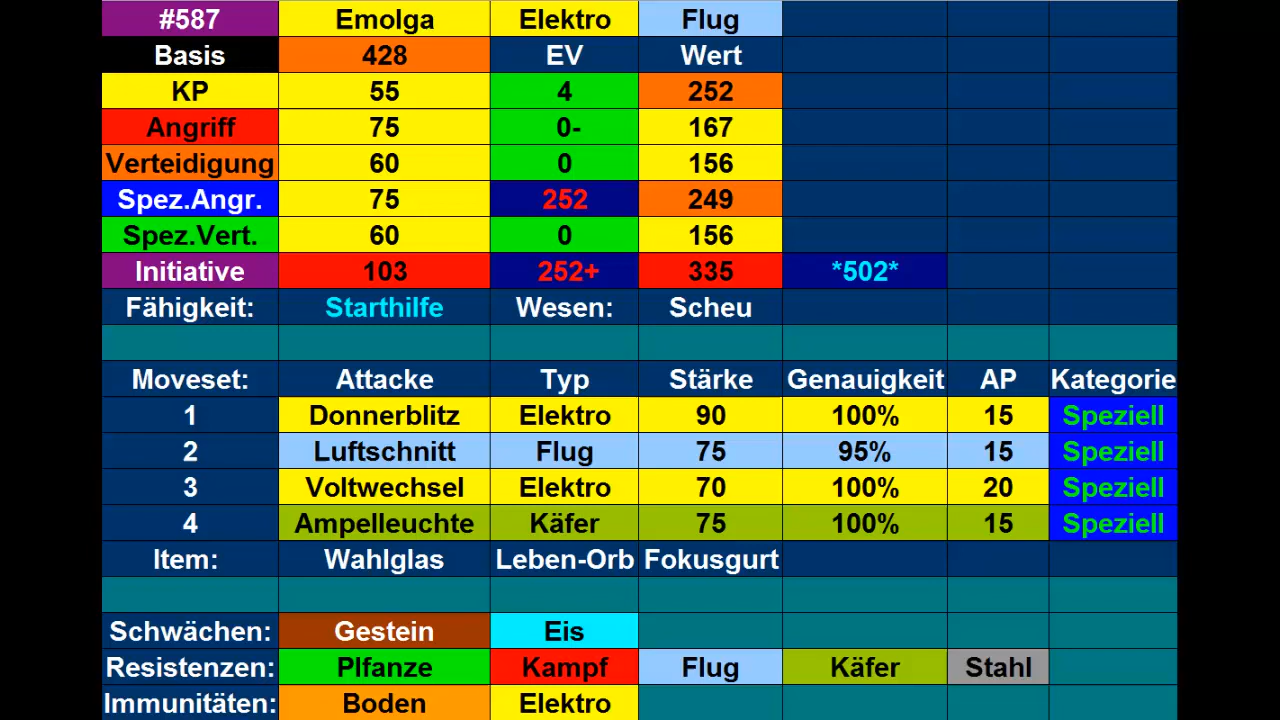 #587 Emolga Elektro Flug
Basis 428 EV Wert
KP 55 4 252
Angriff 75 0- 167
Verteidigung 60 0 156
Spez.Angr. 75 252 249
Spez.Vert. 60 0 156
Initiative 103 252+ 335 *502*
Fähigkeit: Starthilfe Wesen: Scheu
Moveset: Attacke Typ Stärke Genauigkeit AP Kategorie
1 Donnerblitz Elektro 90 100% 15 Speziell
2 Luftschnitt Flug 75 95% 15 Speziell
3 Voltwechsel Elektro 70 100% 20 Speziell
4 Ampelleuchte Käfer 75 100% 15 Speziell
Item: Wahlglas Leben-Orb Fokusgurt
Schwächen: Gestein Eis
Resistenzen: Plfanze Kampf Flug Käfer Stahl
Immunitäten: Boden Elektro